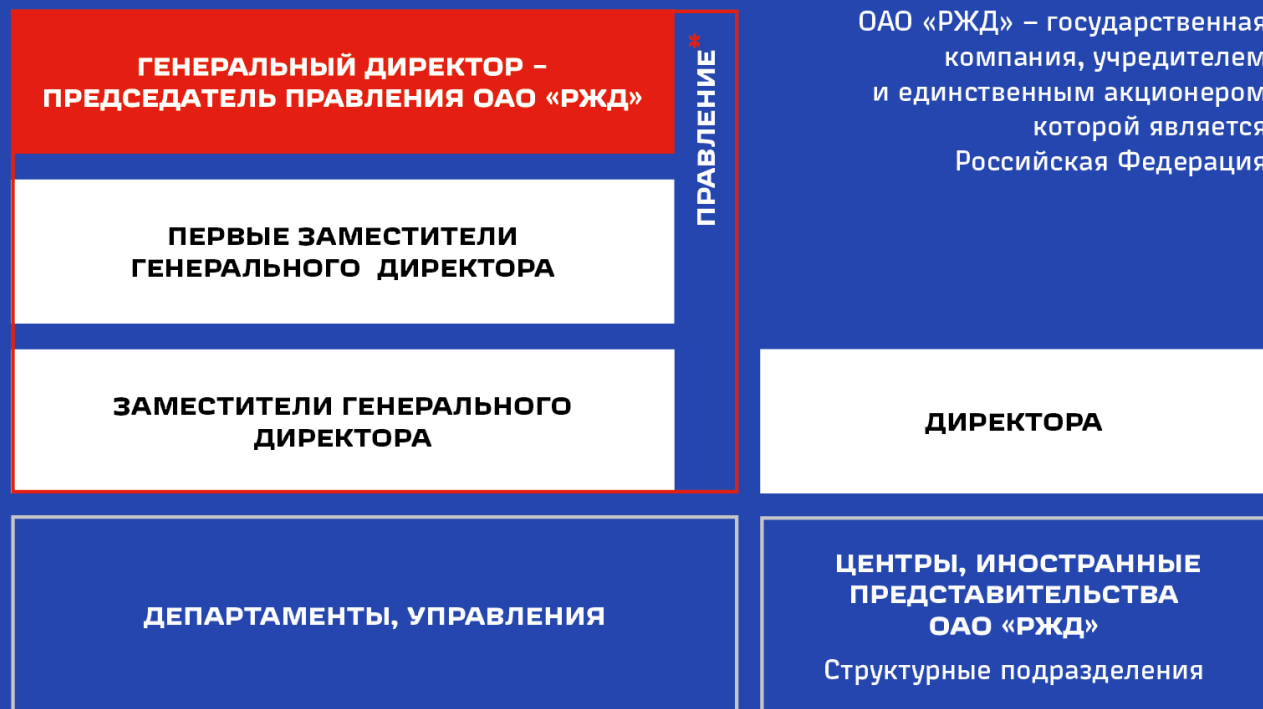 ГЕНЕРАЛЬНЫЙ ДИРЕКТОР –
ПРЕДСЕДАТЕЛЬ ПРАВЛЕНИЯ ОАО «РЖД»
ПРАВЛЕНИЕ*
ОАО «РЖД» – государственная
компания, учредителем
и единственным акционером
которой является
Российская Федерация
ПЕРВЫЕ ЗАМЕСТИТЕЛИ
ГЕНЕРАЛЬНОГО ДИРЕКТОРА
ЗАМЕСТИТЕЛИ ГЕНЕРАЛЬНОГО
ДИРЕКТОРА
ДИРЕКТОРА
ДЕПАРТАМЕНТЫ, УПРАВЛЕНИЯ
ЦЕНТРЫ, ИНОСТРАННЫЕ
ПРЕДСТАВИТЕЛЬСТВА
ОАО «РЖД»
Структурные подразделения